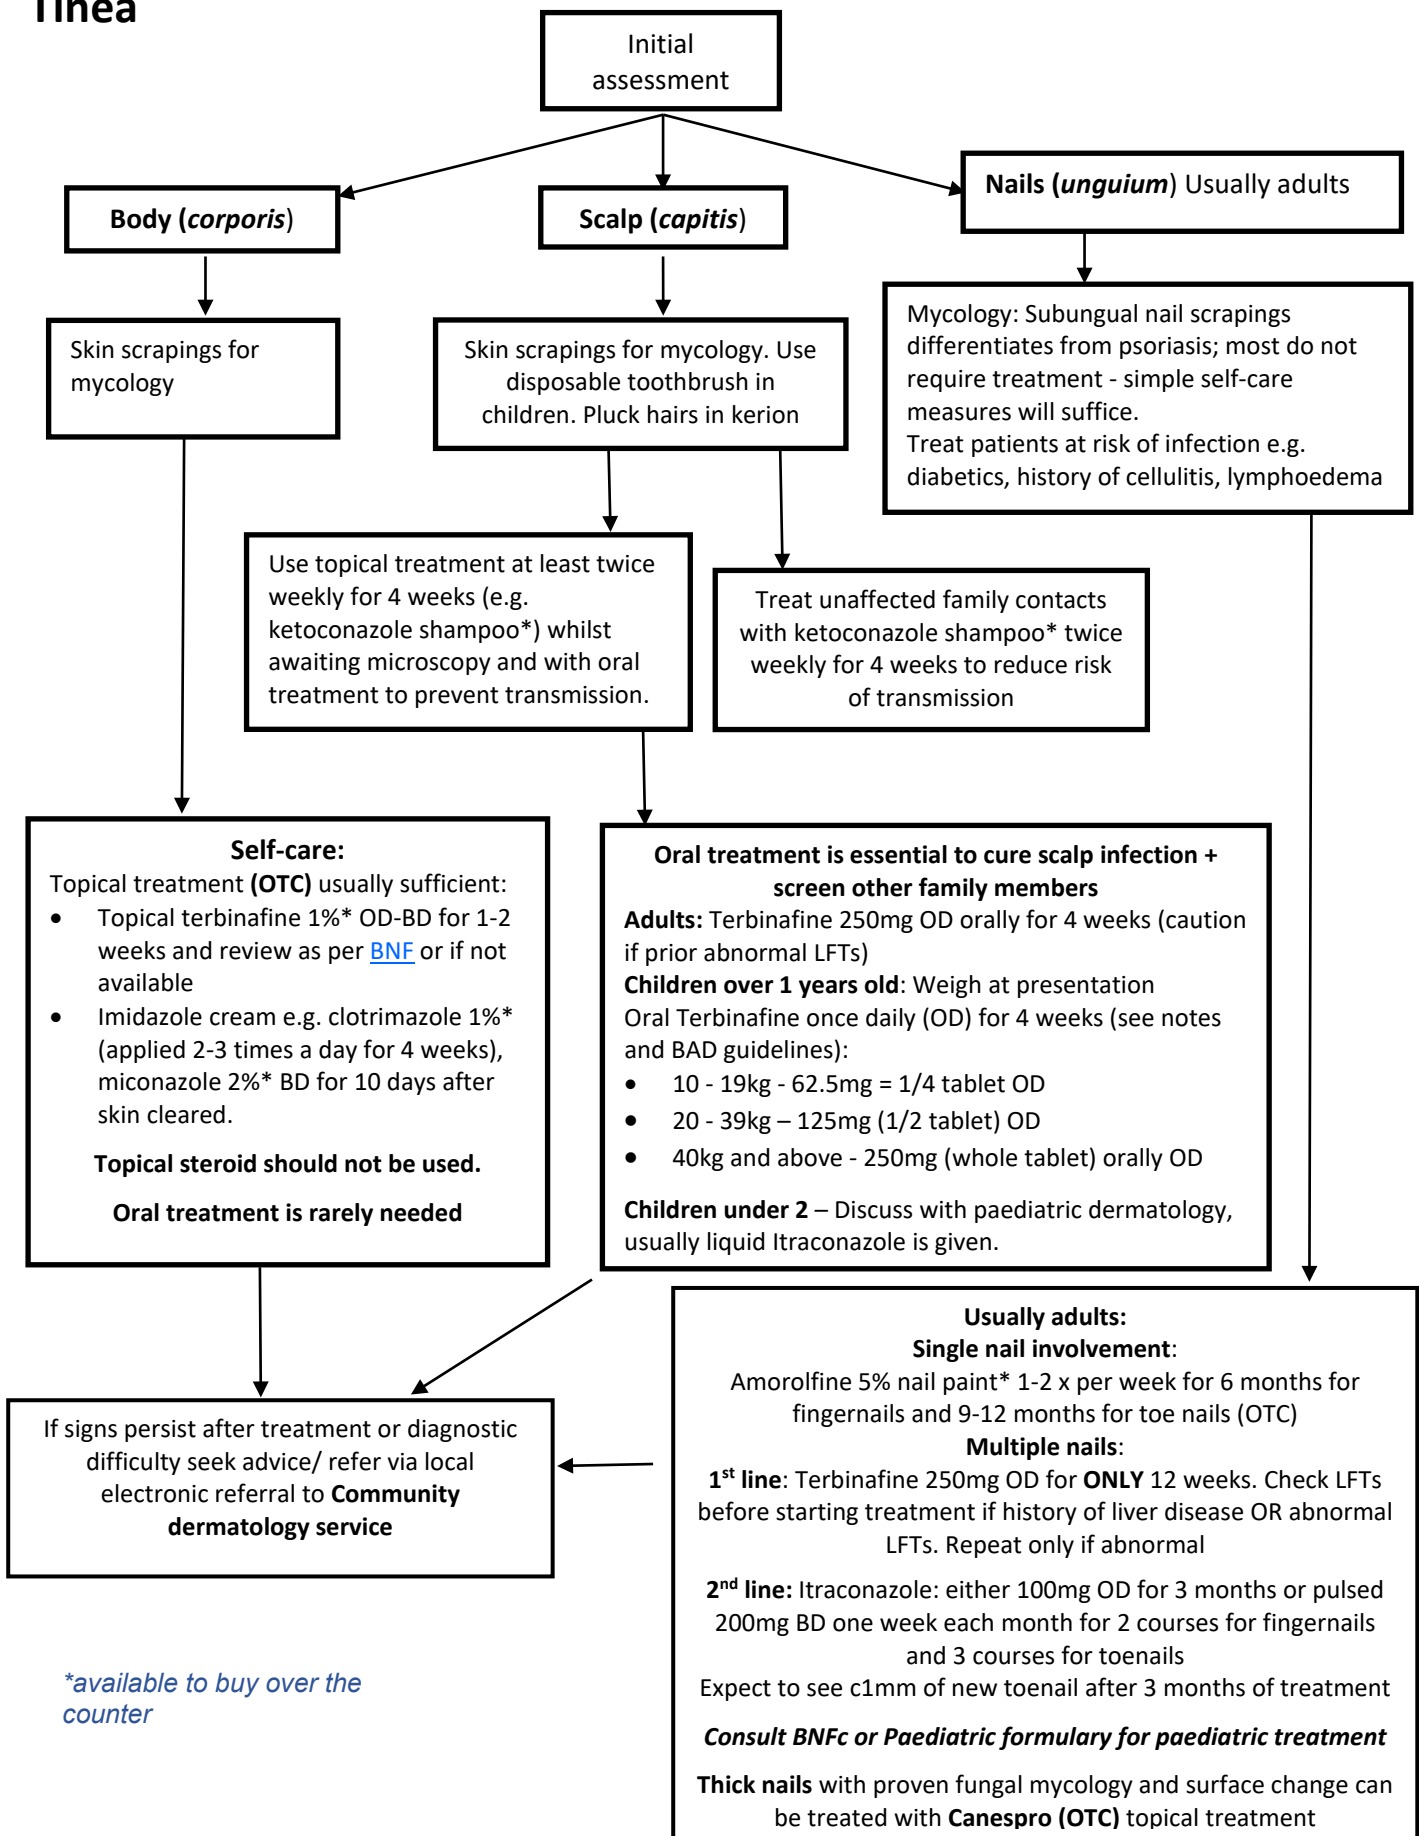 Tinea
Initial
assessment
Body (corporis)
Scalp (capitis)
Nails (unguium) Usually adults
Skin scrapings for
mycology
Skin scrapings for mycology. Use
disposable toothbrush in
children. Pluck hairs in kerion
Mycology: Subungual nail scrapings
differentiates from psoriasis; most do not
require treatment - simple self-care
measures will suffice.
Treat patients at risk of infection e.g.
diabetics, history of cellulitis, lymphoedema
Use topical treatment at least twice
weekly for 4 weeks (e.g.
ketoconazole shampoo*) whilst
awaiting microscopy and with oral
treatment to prevent transmission.
Treat unaffected family contacts
with ketoconazole shampoo* twice
weekly for 4 weeks to reduce risk
of transmission
Self-care:
Topical treatment (OTC) usually sufficient:
• Topical terbinafine 1%* OD-BD for 1-2
weeks and review as per BNF or if not
available
• Imidazole cream e.g. clotrimazole 1%*
(applied 2-3 times a day for 4 weeks),
miconazole 2%* BD for 10 days after
skin cleared.
Topical steroid should not be used.
Oral treatment is rarely needed
Oral treatment is essential to cure scalp infection +
screen other family members
Adults: Terbinafine 250mg OD orally for 4 weeks (caution
if prior abnormal LFTs)
Children over 1 years old: Weigh at presentation
Oral Terbinafine once daily (OD) for 4 weeks (see notes
and BAD guidelines):
• 10 - 19kg - 62.5mg = 1/4 tablet OD
• 20 - 39kg – 125mg (1/2 tablet) OD
• 40kg and above - 250mg (whole tablet) orally OD
Children under 2 – Discuss with paediatric dermatology,
usually liquid Itraconazole is given.
If signs persist after treatment or diagnostic
difficulty seek advice/ refer via local
electronic referral to Community
dermatology service
Usually adults:
Single nail involvement:
Amorolfine 5% nail paint* 1-2 x per week for 6 months for
fingernails and 9-12 months for toe nails (OTC)
Multiple nails:
1st line: Terbinafine 250mg OD for ONLY 12 weeks. Check LFTs
before starting treatment if history of liver disease OR abnormal
LFTs. Repeat only if abnormal
2nd line: Itraconazole: either 100mg OD for 3 months or pulsed
200mg BD one week each month for 2 courses for fingernails
and 3 courses for toenails
Expect to see c1mm of new toenail after 3 months of treatment
Consult BNFc or Paediatric formulary for paediatric treatment
Thick nails with proven fungal mycology and surface change can
be treated with Canespro (OTC) topical treatment
*available to buy over the
counter